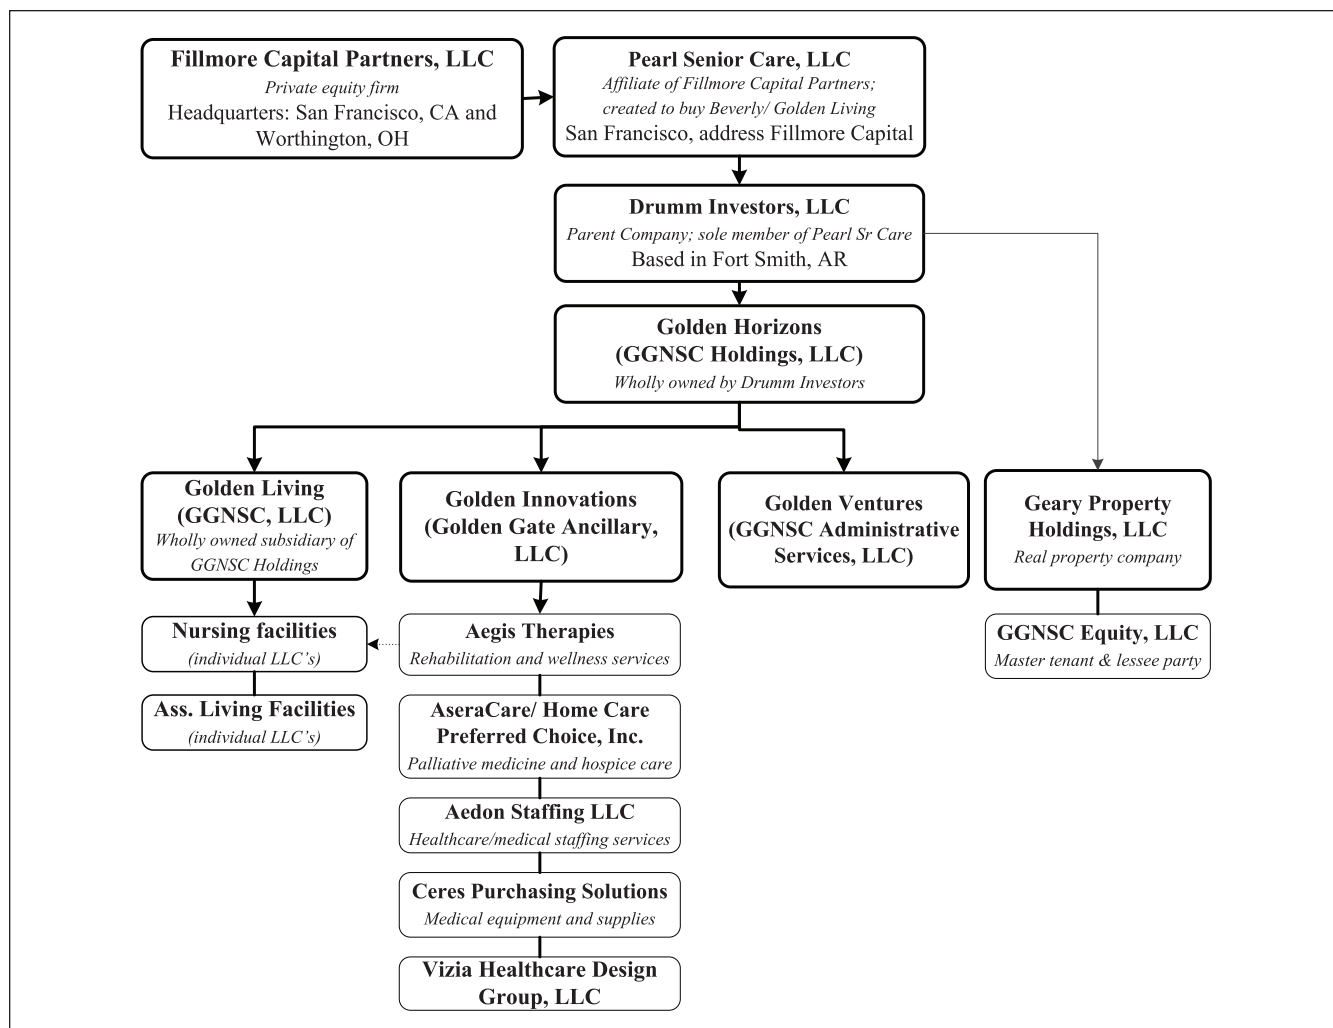 Fillmore Capital Partners, LLC
Private equity firm
Headquarters: San Francisco, CA and
Worthington, OH
Pearl Senior Care, LLC
Affiliate of Fillmore Capital Partners;
created to buy Beverly/ Golden Living
San Francisco, address Fillmore Capital
Drumm Investors, LLC
Parent Company; sole member of Pearl Sr Care
Based in Fort Smith, AR
Golden Horizons
(GGNSC Holdings, LLC)
Wholly owned by Drumm Investors
Golden Living
(GGNSC, LLC)
Wholly owned subsidiary of
GGNSC Holdings
Golden Innovations
(Golden Gate Ancillary,
LLC)
Golden Ventures
(GGNSC Administrative
Services, LLC)
Geary Property
Holdings, LLC
Real property company
Nursing facilities
(individual LLC’s)
Aegis Therapies
Rehabilitation and wellness services
GGNSC Equity, LLC
Master tenant & lessee party
Ass. Living Facilities
(individual LLC’s)
AseraCare/ Home Care
Preferred Choice, Inc.
Palliative medicine and hospice care
Aedon Staffing LLC
Healthcare/medical staffing services
Ceres Purchasing Solutions
Medical equipment and supplies
Vizia Healthcare Design
Group, LLC